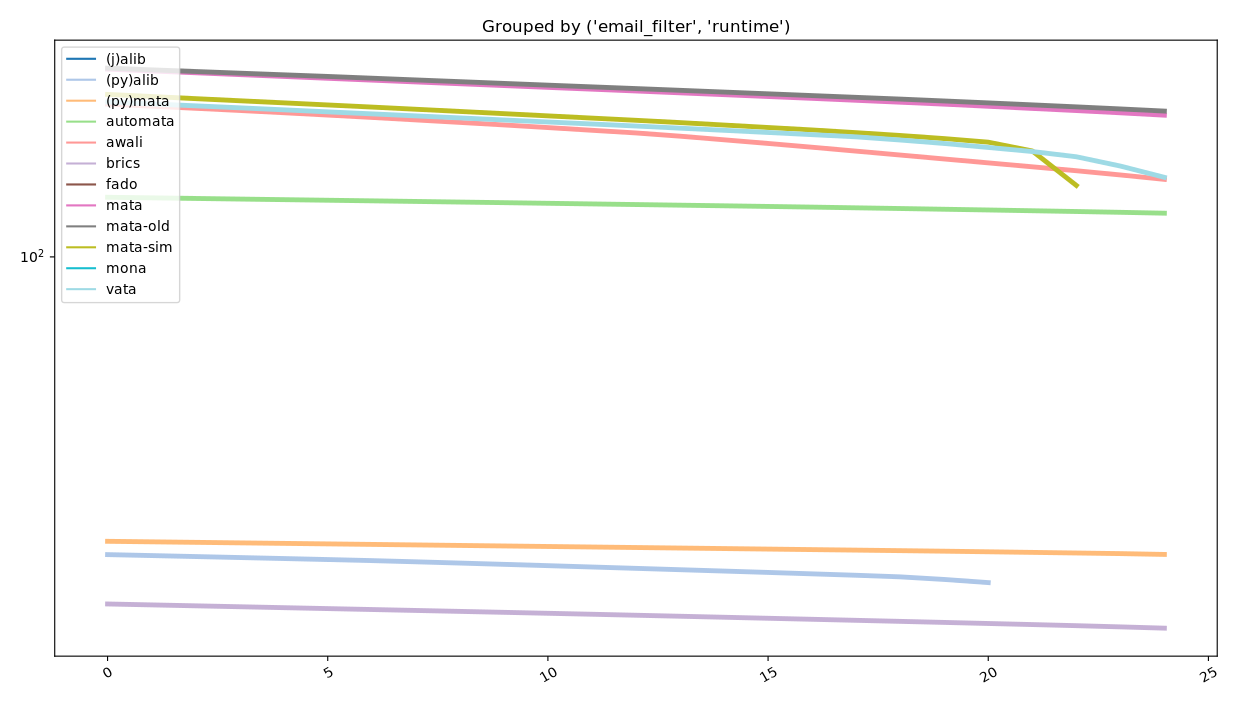 Grouped by ('email_filter', 'runtime')
(j)alib
(py)alib
(py)mata
automata
awali
brics
fado
mata
mata-old
mata-sim
mona
vata
10²
0 5 10 15 20 25